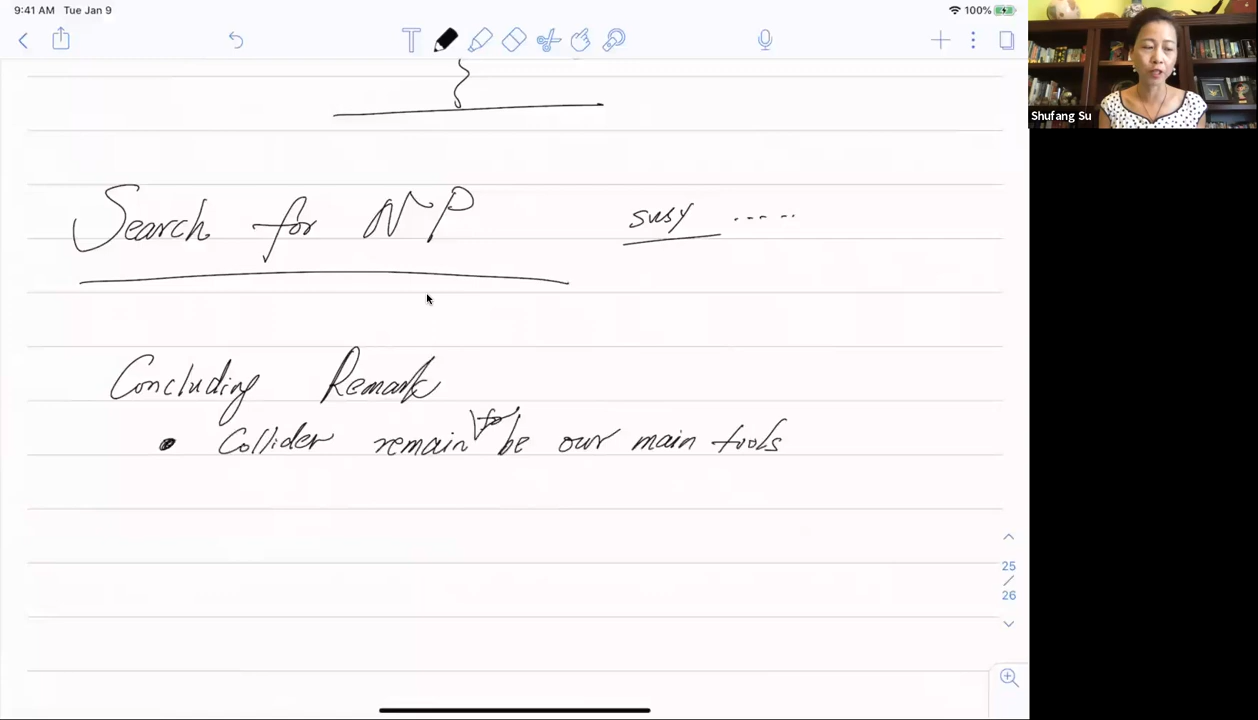 9:41 AM Tue Jan 9
100%
T
Shufang Su
Search for NP susy ......
Concluding Remark
• Collider remain to be our main tools
25
/
26